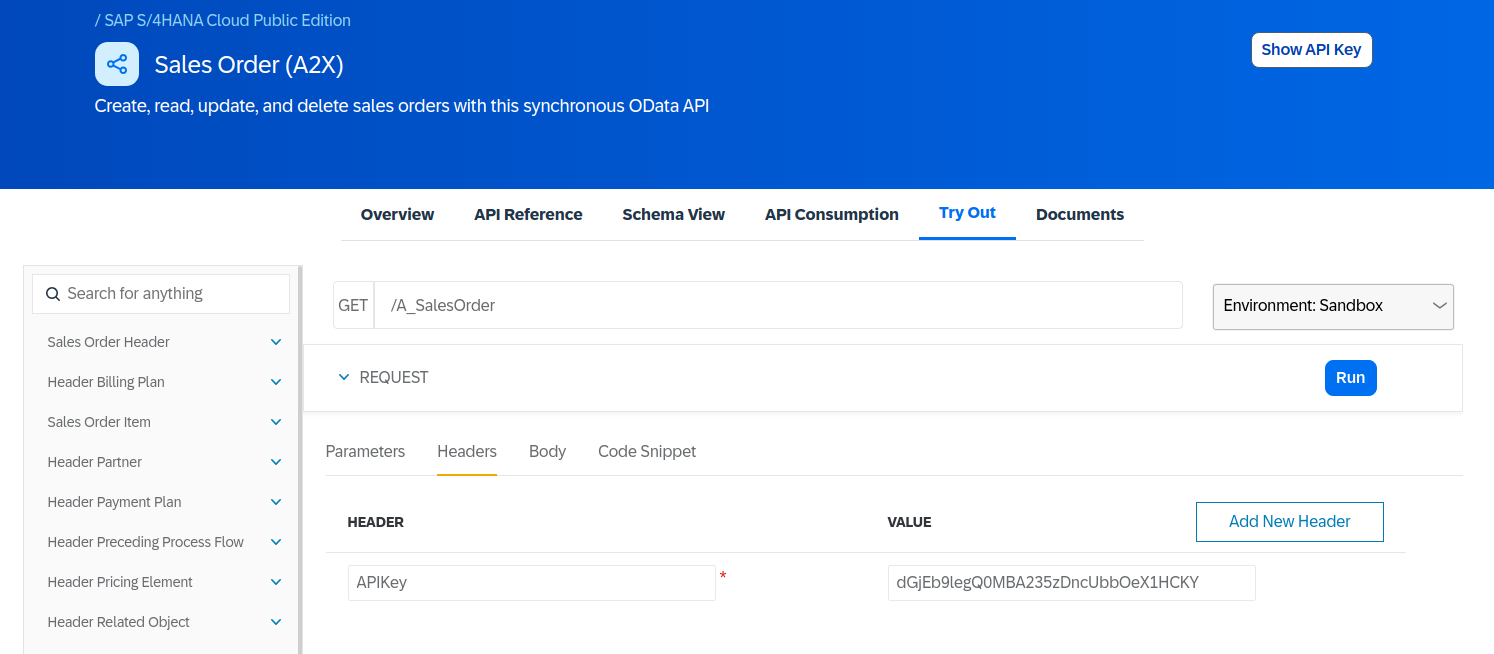 / SAP S/4HANA Cloud Public Edition
Sales Order (A2X)
Show API Key
Create, read, update, and delete sales orders with this synchronous OData API
Overview
API Reference
Schema View
API Consumption
Try Out
Documents
Search for anything
Sales Order Header
Header Billing Plan
Sales Order Item
Header Partner
Header Payment Plan
Header Preceding Process Flow
Header Pricing Element
Header Related Object
GET
/A_SalesOrder
Environment: Sandbox
REQUEST
Run
Parameters
Headers
Body
Code Snippet
HEADER
VALUE
Add New Header
APIKey
*
dGjEb9legQ0MBA235zDncUbbOeX1HCKY